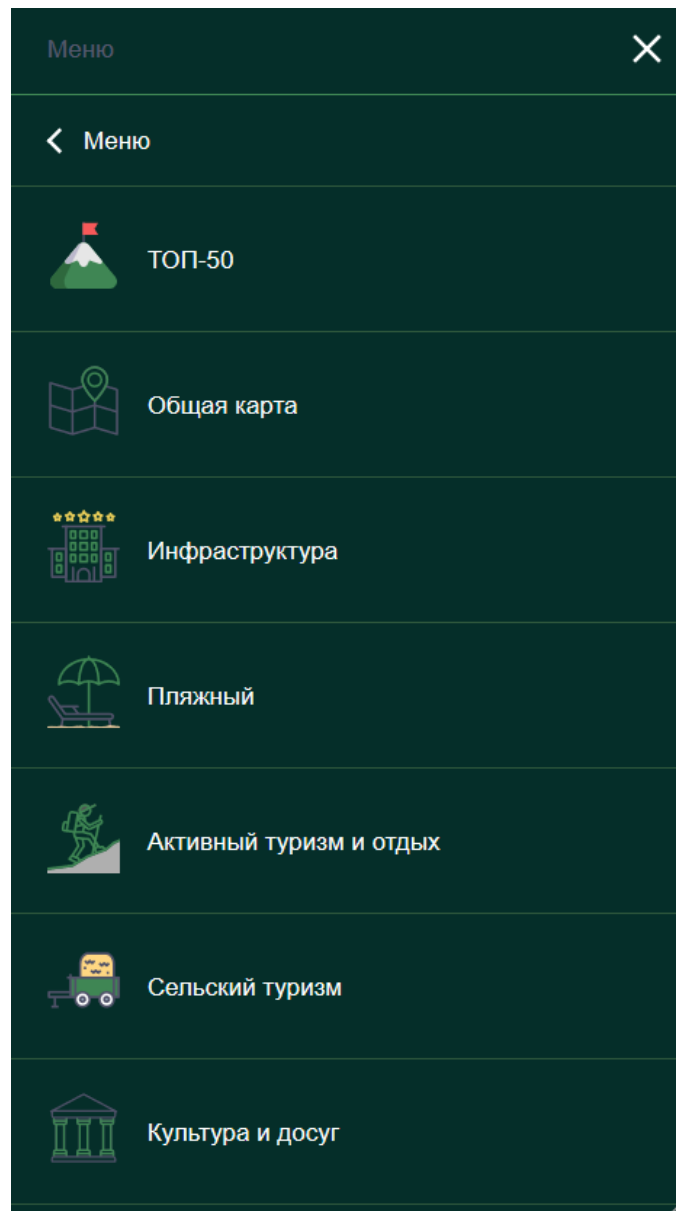 Меню
Меню
ТОП-50
Общая карта
Инфраструктура
Пляжный
Активный туризм и отдых
Сельский туризм
Культура и досуг